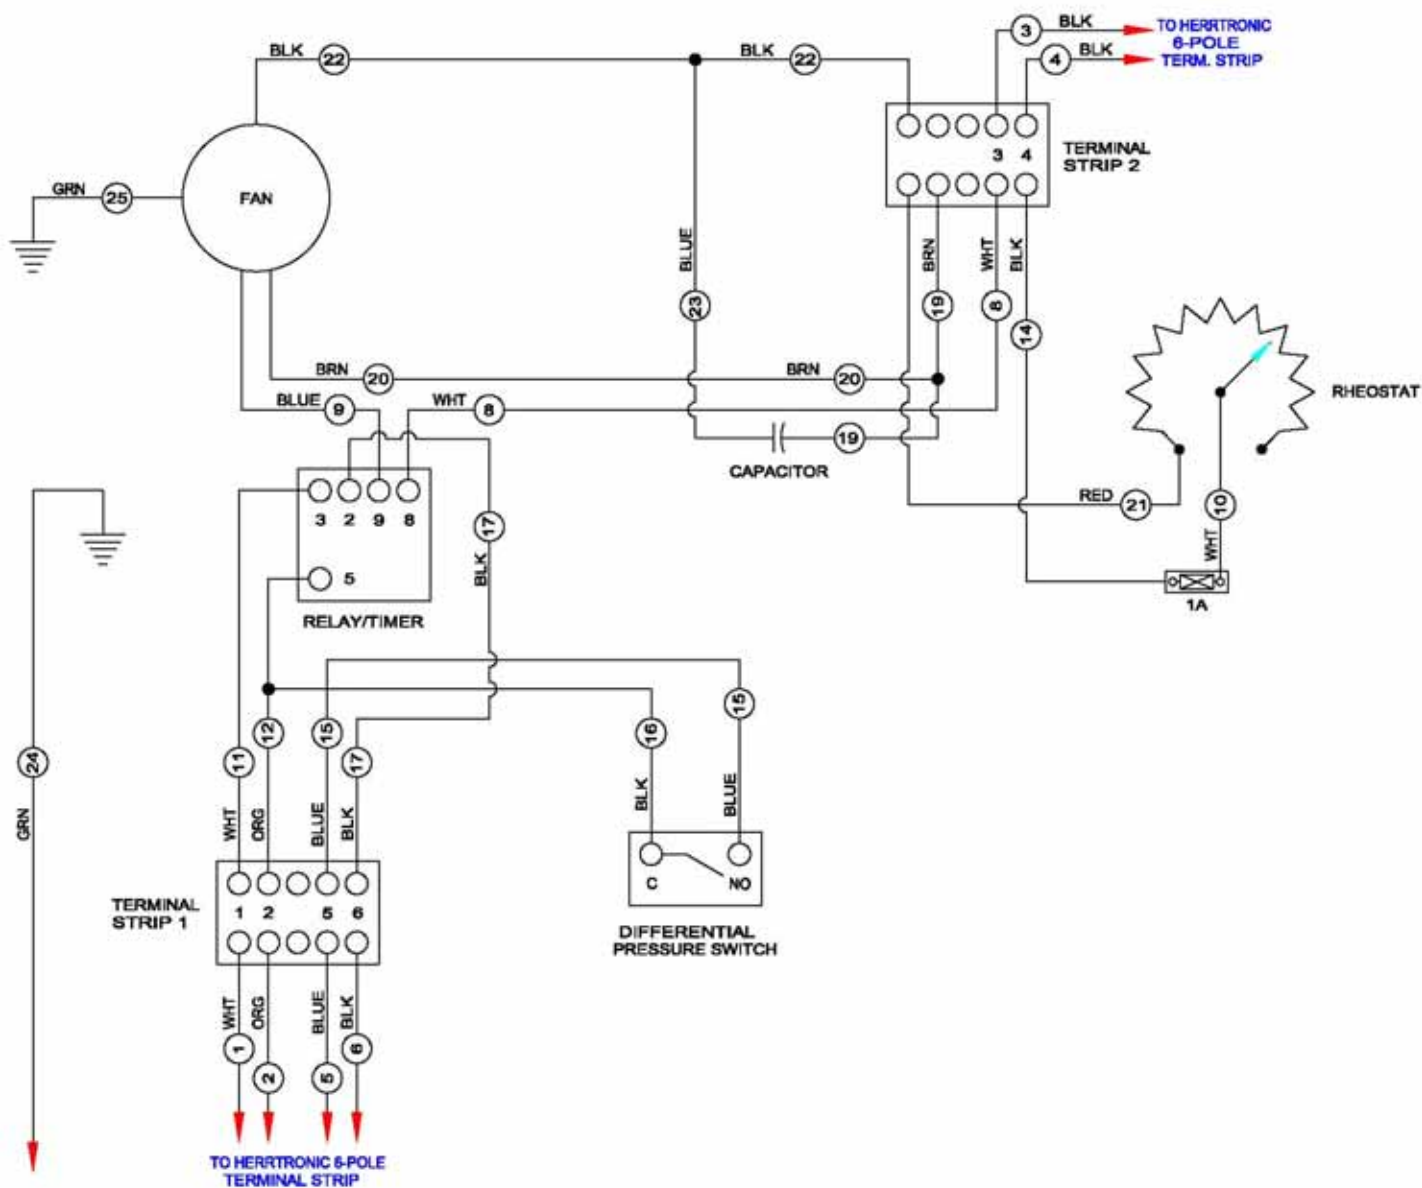 BLK 22
BLK 22
3 BLK
4 BLK
TO HERRTRONIC
6-POLE
TERM. STRIP
3 4
TERMINAL
STRIP 2
GRN 25
FAN
BLUE 23
BRN 19
WHT 8
BLK 14
BRN 20
BRN 20
BLUE 9
WHT 8
19
CAPACITOR
RHEOSTAT
RED 21
10 WHT
1A
3 2 9 8
5
RELAY/TIMER
17 BLK
24 GRN
11 WHT
12 ORG
15 BLUE
17 BLK
16 BLK
15 BLUE
C NO
DIFFERENTIAL
PRESSURE SWITCH
TERMINAL
STRIP 1
1 2 5 6
WHT 1
ORG 2
BLUE 5
BLK 6
TO HERRTRONIC 6-POLE
TERMINAL STRIP